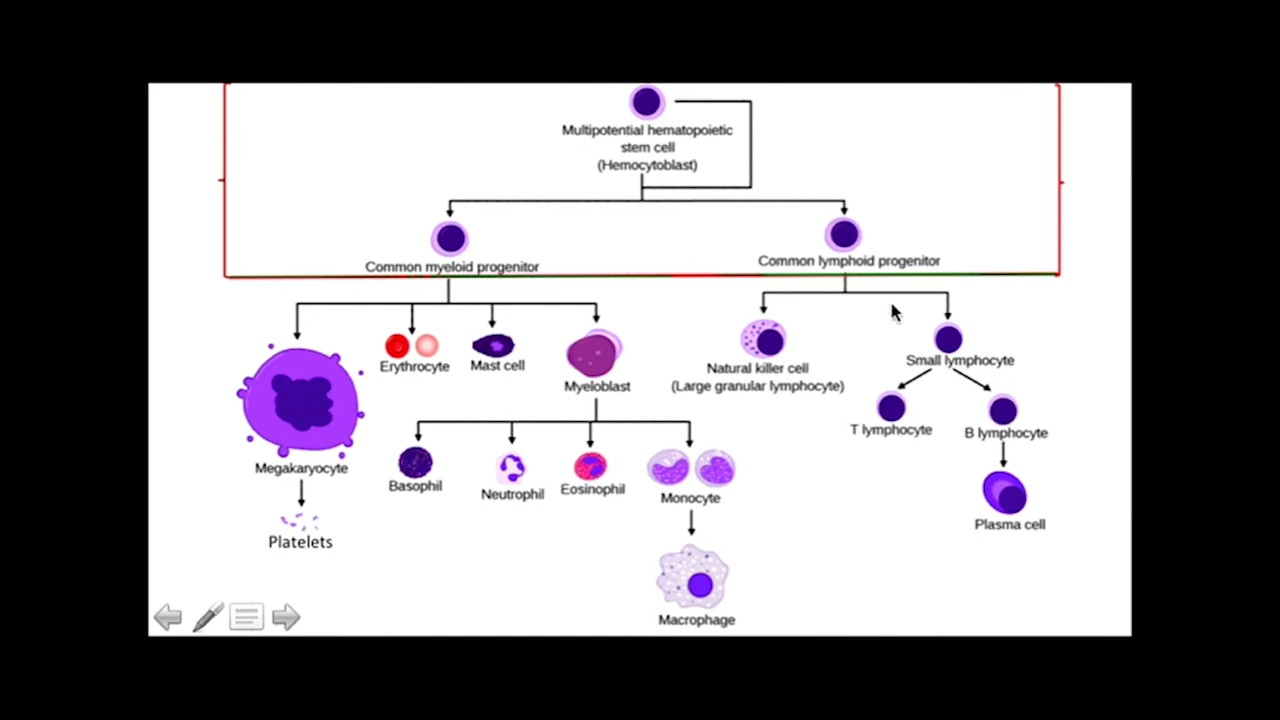 Multipotential hematopoietic
stem cell
(Hemocytoblast)
Common myeloid progenitor
Common lymphoid progenitor
Erythrocyte
Mast cell
Myeloblast
Natural killer cell
(Large granular lymphocyte)
Small lymphocyte
T lymphocyte
B lymphocyte
Megakaryocyte
Basophil
Neutrophil
Eosinophil
Monocyte
Plasma cell
Platelets
Macrophage